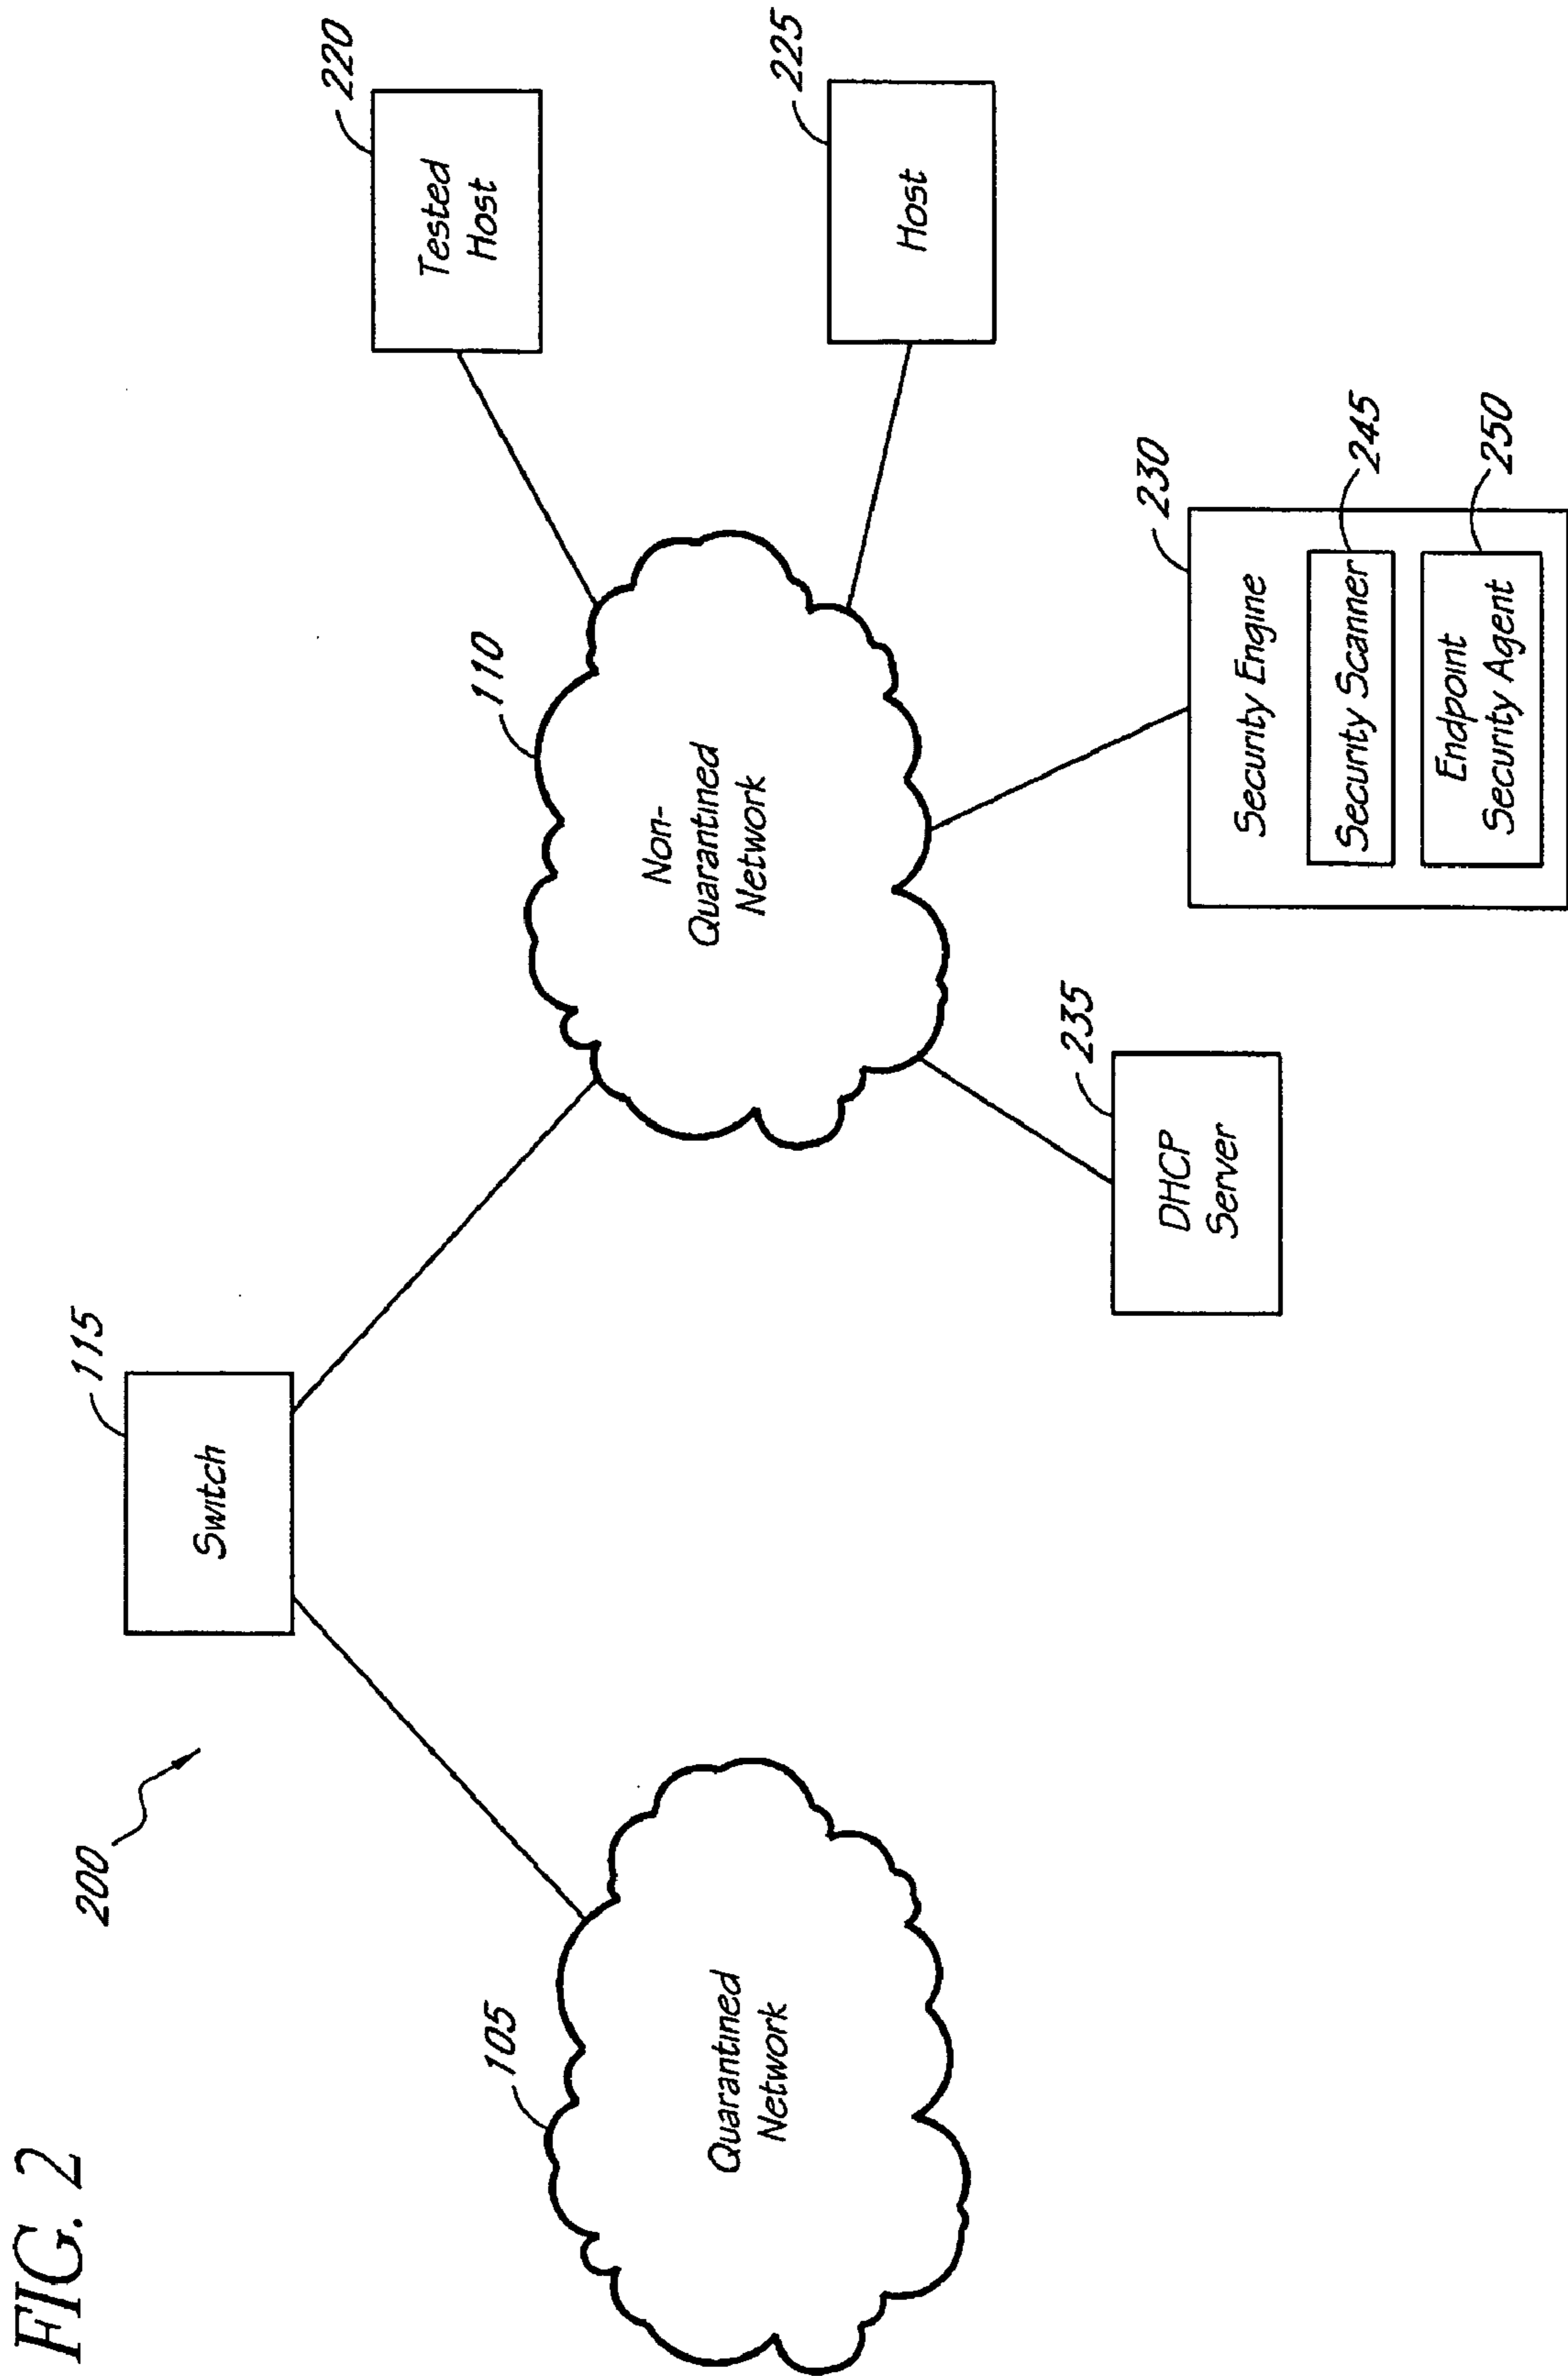 FIG. 2
200
115
Switch
105
Quarantined
Network
110
Non-
Quarantined
Network
220
Tested
Host
225
Host
235
DHCP
Server
230
Security Engine
245
Security Scanner
250
Endpoint
Security Agent